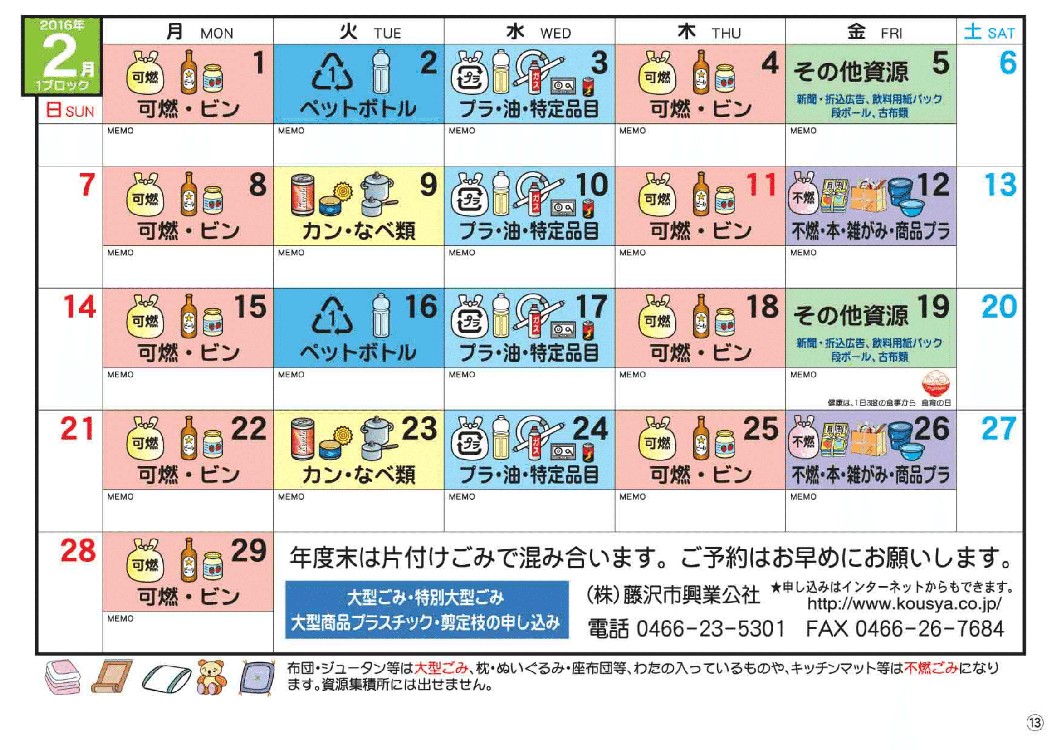 2016年
2月
1ブロック
日 SUN
月 MON
火 TUE
水 WED
木 THU
金 FRI
土 SAT
可燃 1
可燃・ビン
MEMO
1 2
ペットボトル
MEMO
プラ ガス 3
プラ・油・特定品目
MEMO
可燃 4
可燃・ビン
MEMO
その他資源 5
新聞・折込広告、飲料用紙パック
段ボール、古布類
MEMO
6
7
可燃 8
可燃・ビン
MEMO
9
カン・なべ類
MEMO
プラ ガス 10
プラ・油・特定品目
MEMO
可燃 11
可燃・ビン
MEMO
不燃 月刊 12
不燃・本・雑がみ・商品プラ
MEMO
13
14
可燃 15
可燃・ビン
MEMO
1 16
ペットボトル
MEMO
プラ ガス 17
プラ・油・特定品目
MEMO
可燃 18
可燃・ビン
MEMO
その他資源 19
新聞・折込広告、飲料用紙パック
段ボール、古布類
MEMO
健康は、1日3食の食事から 食育の日
20
21
可燃 22
可燃・ビン
MEMO
23
カン・なべ類
MEMO
プラ ガス 24
プラ・油・特定品目
MEMO
可燃 25
可燃・ビン
MEMO
不燃 月刊 26
不燃・本・雑がみ・商品プラ
MEMO
27
28
可燃 29
可燃・ビン
MEMO
年度末は片付けごみで混み合います。ご予約はお早めにお願いします。
大型ごみ・特別大型ごみ
大型商品プラスチック・剪定枝の申し込み
(株)藤沢市興業公社 ★申し込みはインターネットからもできます。
http://www.kousya.co.jp/
電話 0466-23-5301 FAX 0466-26-7684
布団・ジュータン等は大型ごみ、枕・ぬいぐるみ・座布団等、わたの入っているものや、キッチンマット等は不燃ごみになり
ます。資源集積所には出せません。
⑬